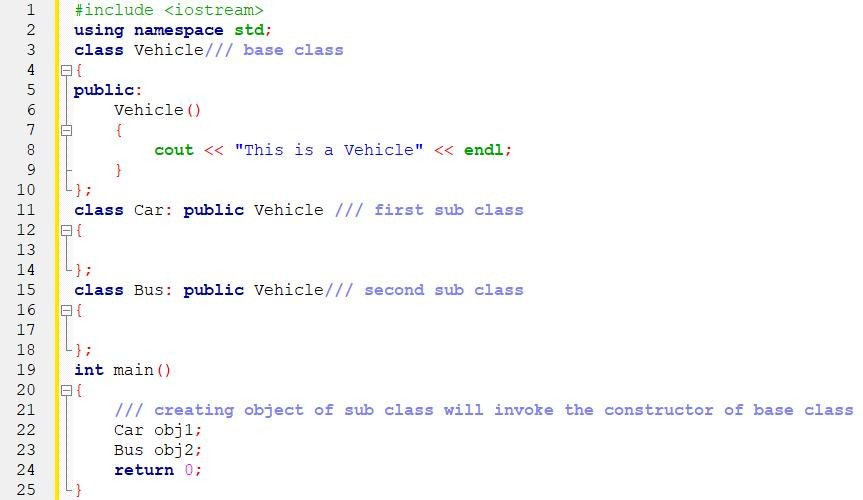 1 #include <iostream>
2 using namespace std;
3 class Vehicle/// base class
4 {
5 public:
6     Vehicle()
7     {
8         cout << "This is a Vehicle" << endl;
9     }
10 };
11 class Car: public Vehicle /// first sub class
12 {
13
14 };
15 class Bus: public Vehicle/// second sub class
16 {
17
18 };
19 int main()
20 {
21     /// creating object of sub class will invoke the constructor of base class
22     Car obj1;
23     Bus obj2;
24     return 0;
25 }